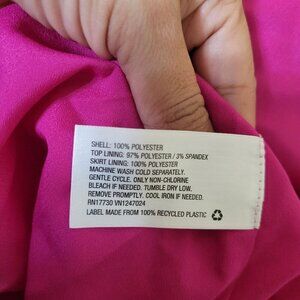 SHELL: 100% POLYESTER
TOP LINING: 97% POLYESTER / 3% SPANDEX
SKIRT LINING: 100% POLYESTER
MACHINE WASH COLD SEPARATELY.
GENTLE CYCLE. ONLY NON-CHLORINE
BLEACH IF NEEDED. TUMBLE DRY LOW.
REMOVE PROMPTLY. COOL IRON IF NEEDED.
RN17730 VN1247024
LABEL MADE FROM 100% RECYCLED PLASTIC